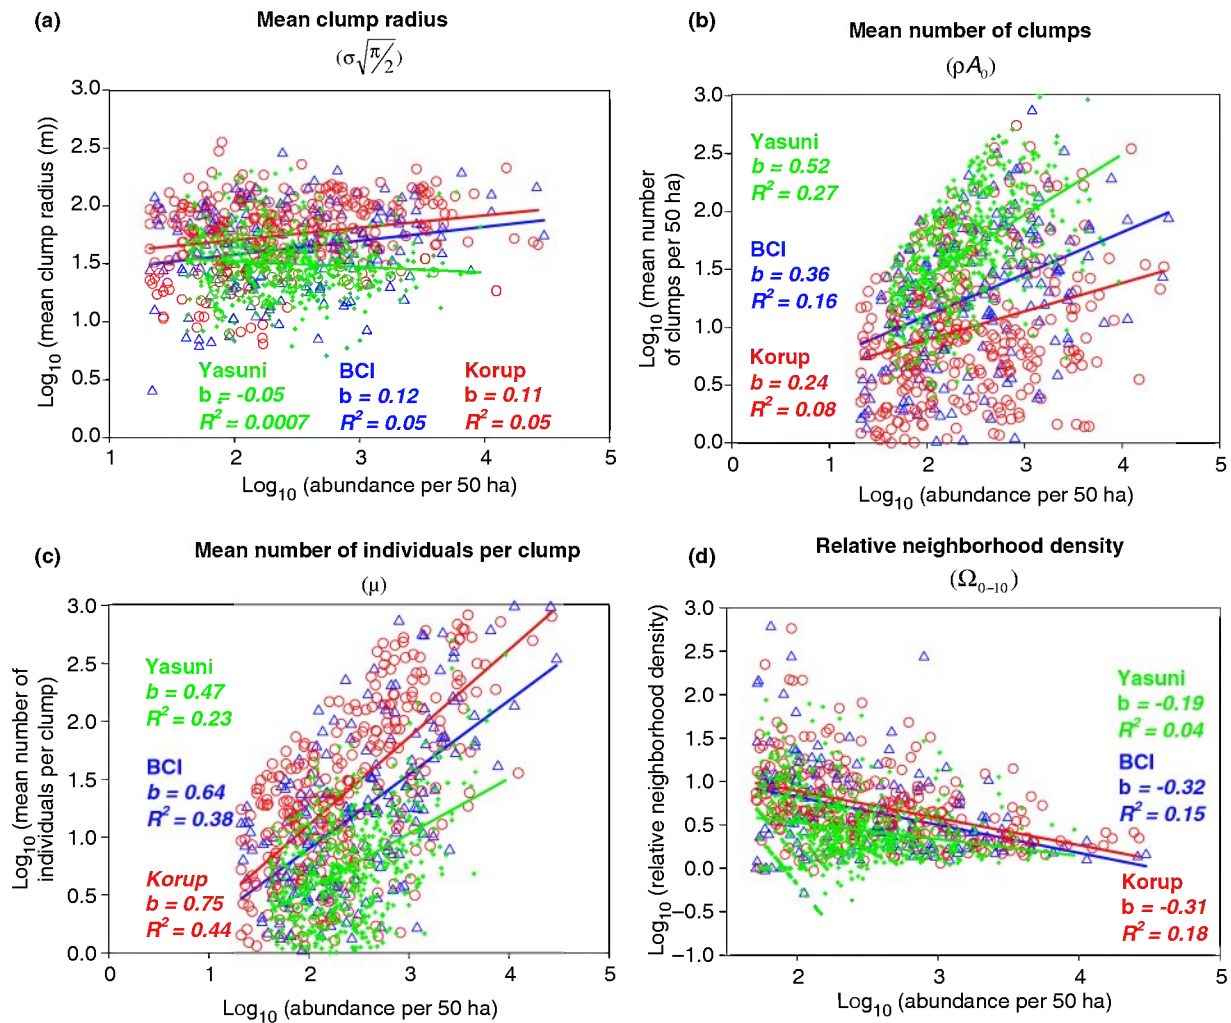 (a)
Mean clump radius
(σ√π/2)
Log10 (mean clump radius (m))
3.0
2.5
2.0
1.5
1.0
0.5
0.0
Yasuni BCI Korup
b = -0.05 b = 0.12 b = 0.11
R2 = 0.0007 R2 = 0.05 R2 = 0.05
1 2 3 4 5
Log10 (abundance per 50 ha)
(b)
Mean number of clumps
(ρA0)
Log10 (mean number
of clumps per 50 ha)
3.0
2.5
2.0
1.5
1.0
0.5
0.0
Yasuni
b = 0.52
R2 = 0.27
BCI
b = 0.36
R2 = 0.16
Korup
b = 0.24
R2 = 0.08
0 1 2 3 4 5
Log10 (abundance per 50 ha)
(c)
Mean number of individuals per clump
(μ)
Log10 (mean number of
individuals per clump)
3.0
2.5
2.0
1.5
1.0
0.5
0.0
Yasuni
b = 0.47
R2 = 0.23
BCI
b = 0.64
R2 = 0.38
Korup
b = 0.75
R2 = 0.44
0 1 2 3 4 5
Log10 (abundance per 50 ha)
(d)
Relative neighborhood density
(Ω0–10)
Log10 (relative neighborhood density)
3.0
2.5
2.0
1.5
1.0
0.5
0.0
−0.5
−1.0
Yasuni
b = -0.19
R2 = 0.04
BCI
b = -0.32
R2 = 0.15
Korup
b = -0.31
R2 = 0.18
2 3 4 5
Log10 (abundance per 50 ha)